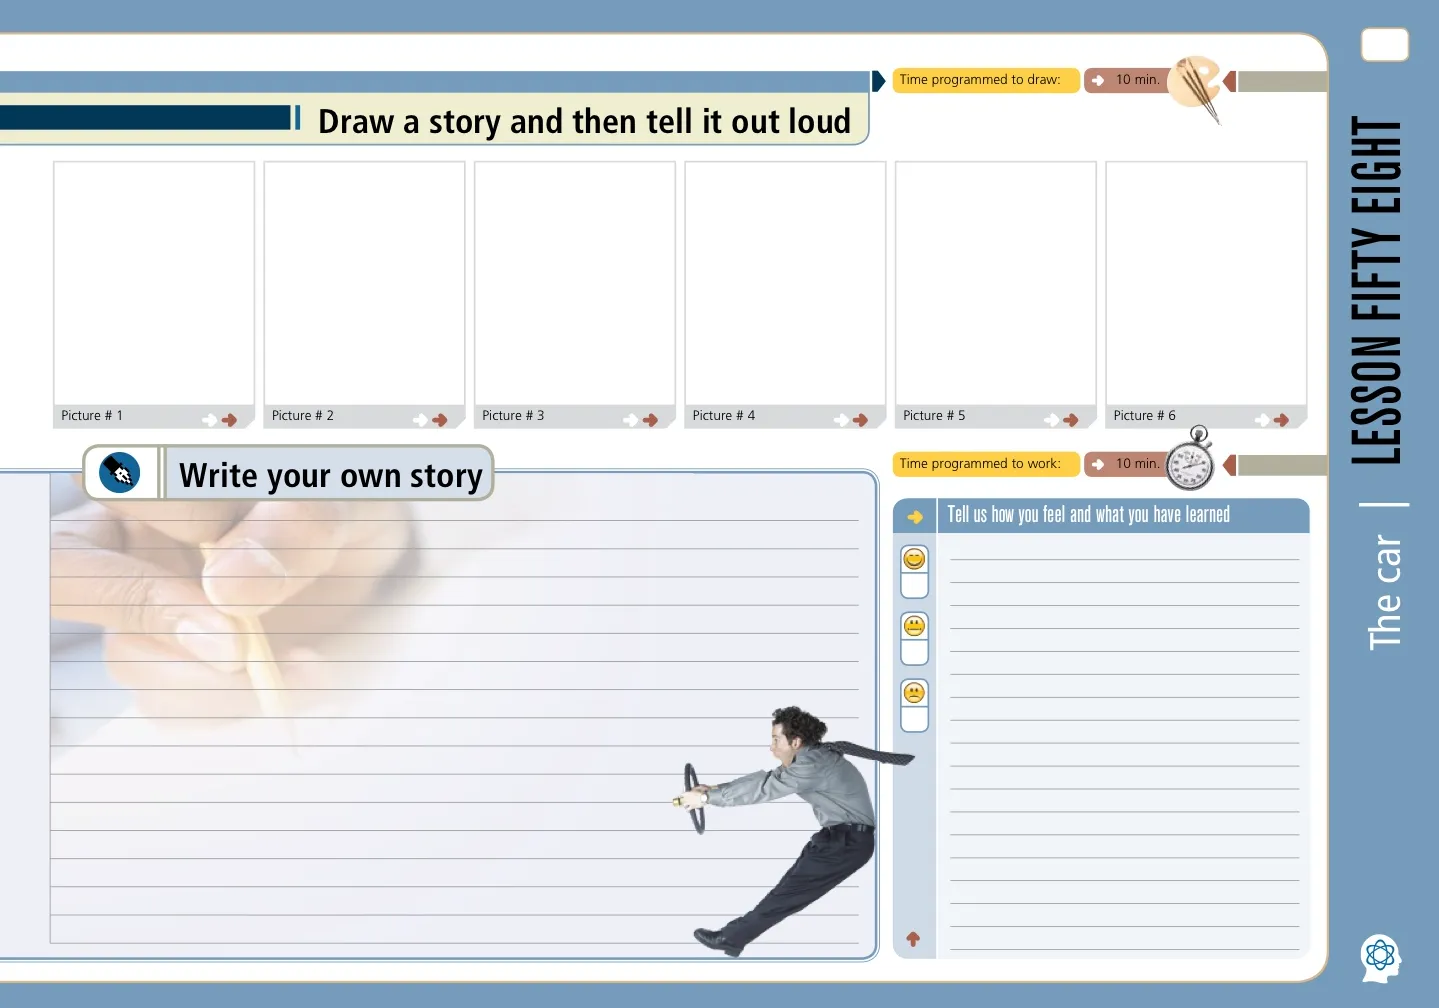 Time programmed to draw:
10 min.
Draw a story and then tell it out loud
Picture # 1
Picture # 2
Picture # 3
Picture # 4
Picture # 5
Picture # 6
Write your own story
Time programmed to work:
10 min.
Tell us how you feel and what you have learned
LESSON FIFTY EIGHT
The car